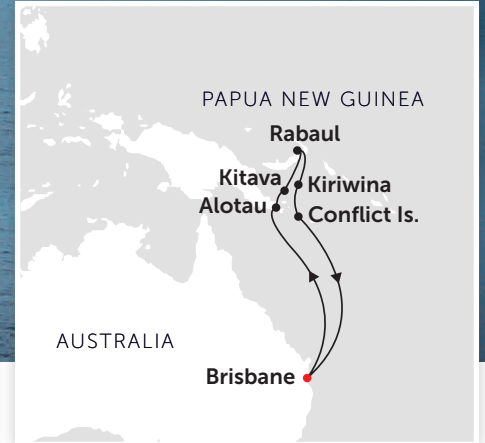 PAPUA NEW GUINEA
Rabaul
Kitava
Kiriwina
Alotau
Conflict Is.
AUSTRALIA
Brisbane